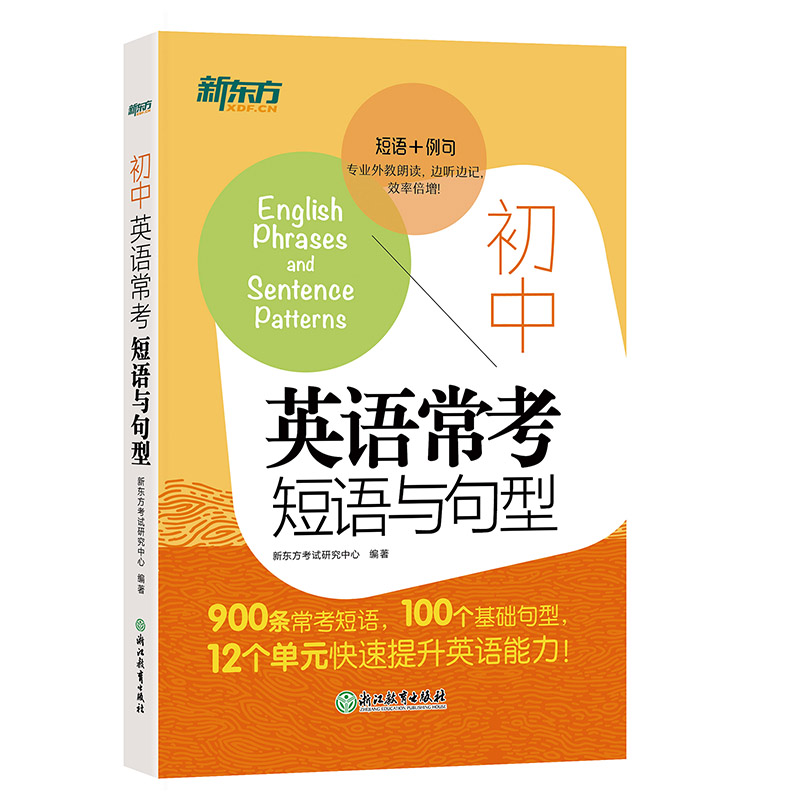 新东方
XDF.CN
短语+例句
专业外教朗读，边听边记，
效率倍增！
English
Phrases
and
Sentence
Patterns
初中
英语常考
短语与句型
新东方考试研究中心 编著
900条常考短语，100个基础句型，
12个单元快速提升英语能力！
浙江教育出版社
ZHEJIANG EDUCATION PUBLISHING HOUSE
新东方
XDF.CN
初中
英语常考
短语与句型
新东方考试研究中心 编著
浙江教育出版社